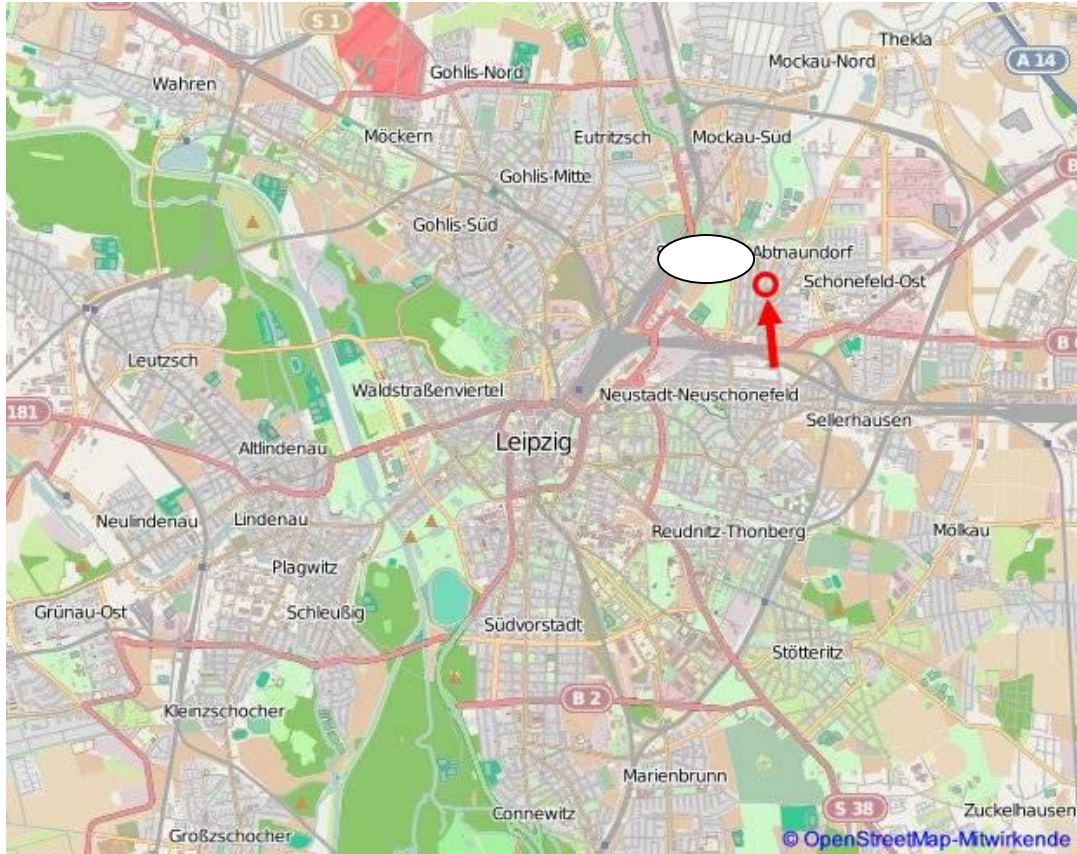 S 1
Thekla
A 14
Gohlis-Nord
Mockau-Nord
Wahren
Möckern
Eutritzsch
Mockau-Süd
B
Gohlis-Mitte
Gohlis-Süd
Abtnaundorf
Schönefeld-Ost
B 6
Leutzsch
Waldstraßenviertel
Neustadt-Neuschönefeld
181
Sellerhausen
Altlindenau
Leipzig
Neulindenau
Lindenau
Reudnitz-Thonberg
Mölkau
Plagwitz
Grünau-Ost
Schleußig
Südvorstadt
Stötteritz
B 2
Kleinzschocher
Marienbrunn
Connewitz
S 38
Zuckelhausen
Großzschocher
© OpenStreetMap-Mitwirkende